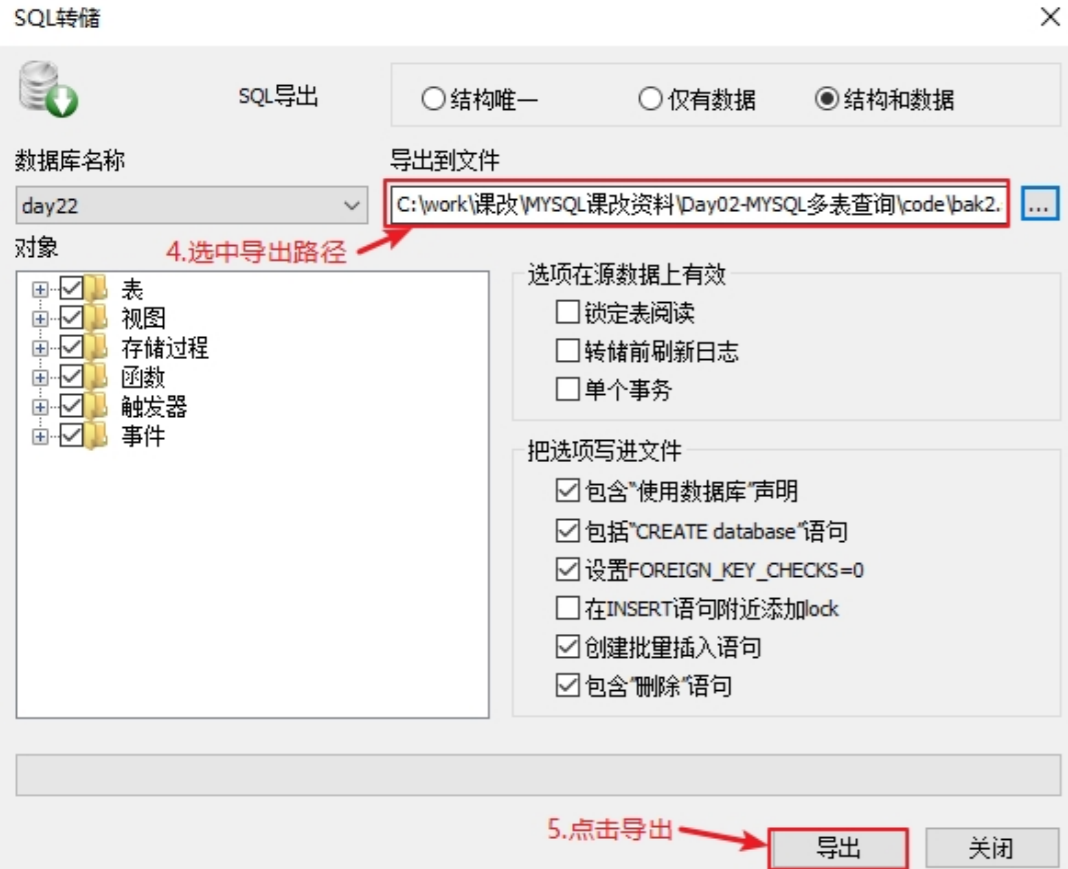 SQL转储
SQL导出
结构唯一
仅有数据
结构和数据
数据库名称
导出到文件
day22
C:\work\课改\MYSQL课改资料\Day02-MYSQL多表查询\code\bak2.
...
对象
4.选中导出路径
表
视图
存储过程
函数
触发器
事件
选项在源数据上有效
锁定表阅读
转储前刷新日志
单个事务
把选项写进文件
包含"使用数据库"声明
包括"CREATE database"语句
设置FOREIGN_KEY_CHECKS=0
在INSERT语句附近添加lock
创建批量插入语句
包含"删除"语句
5.点击导出
导出
关闭